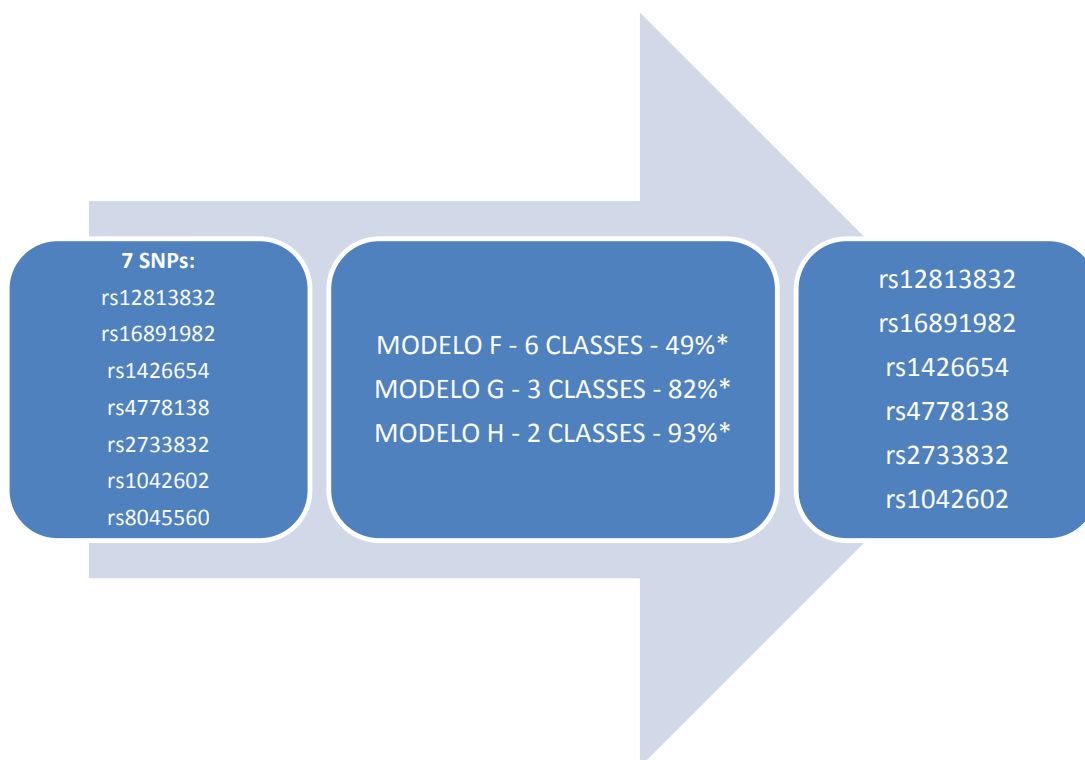 7 SNPs:
rs12813832
rs16891982
rs1426654
rs4778138
rs2733832
rs1042602
rs8045560
MODELO F - 6 CLASSES - 49%*
MODELO G - 3 CLASSES - 82%*
MODELO H - 2 CLASSES - 93%*
rs12813832
rs16891982
rs1426654
rs4778138
rs2733832
rs1042602